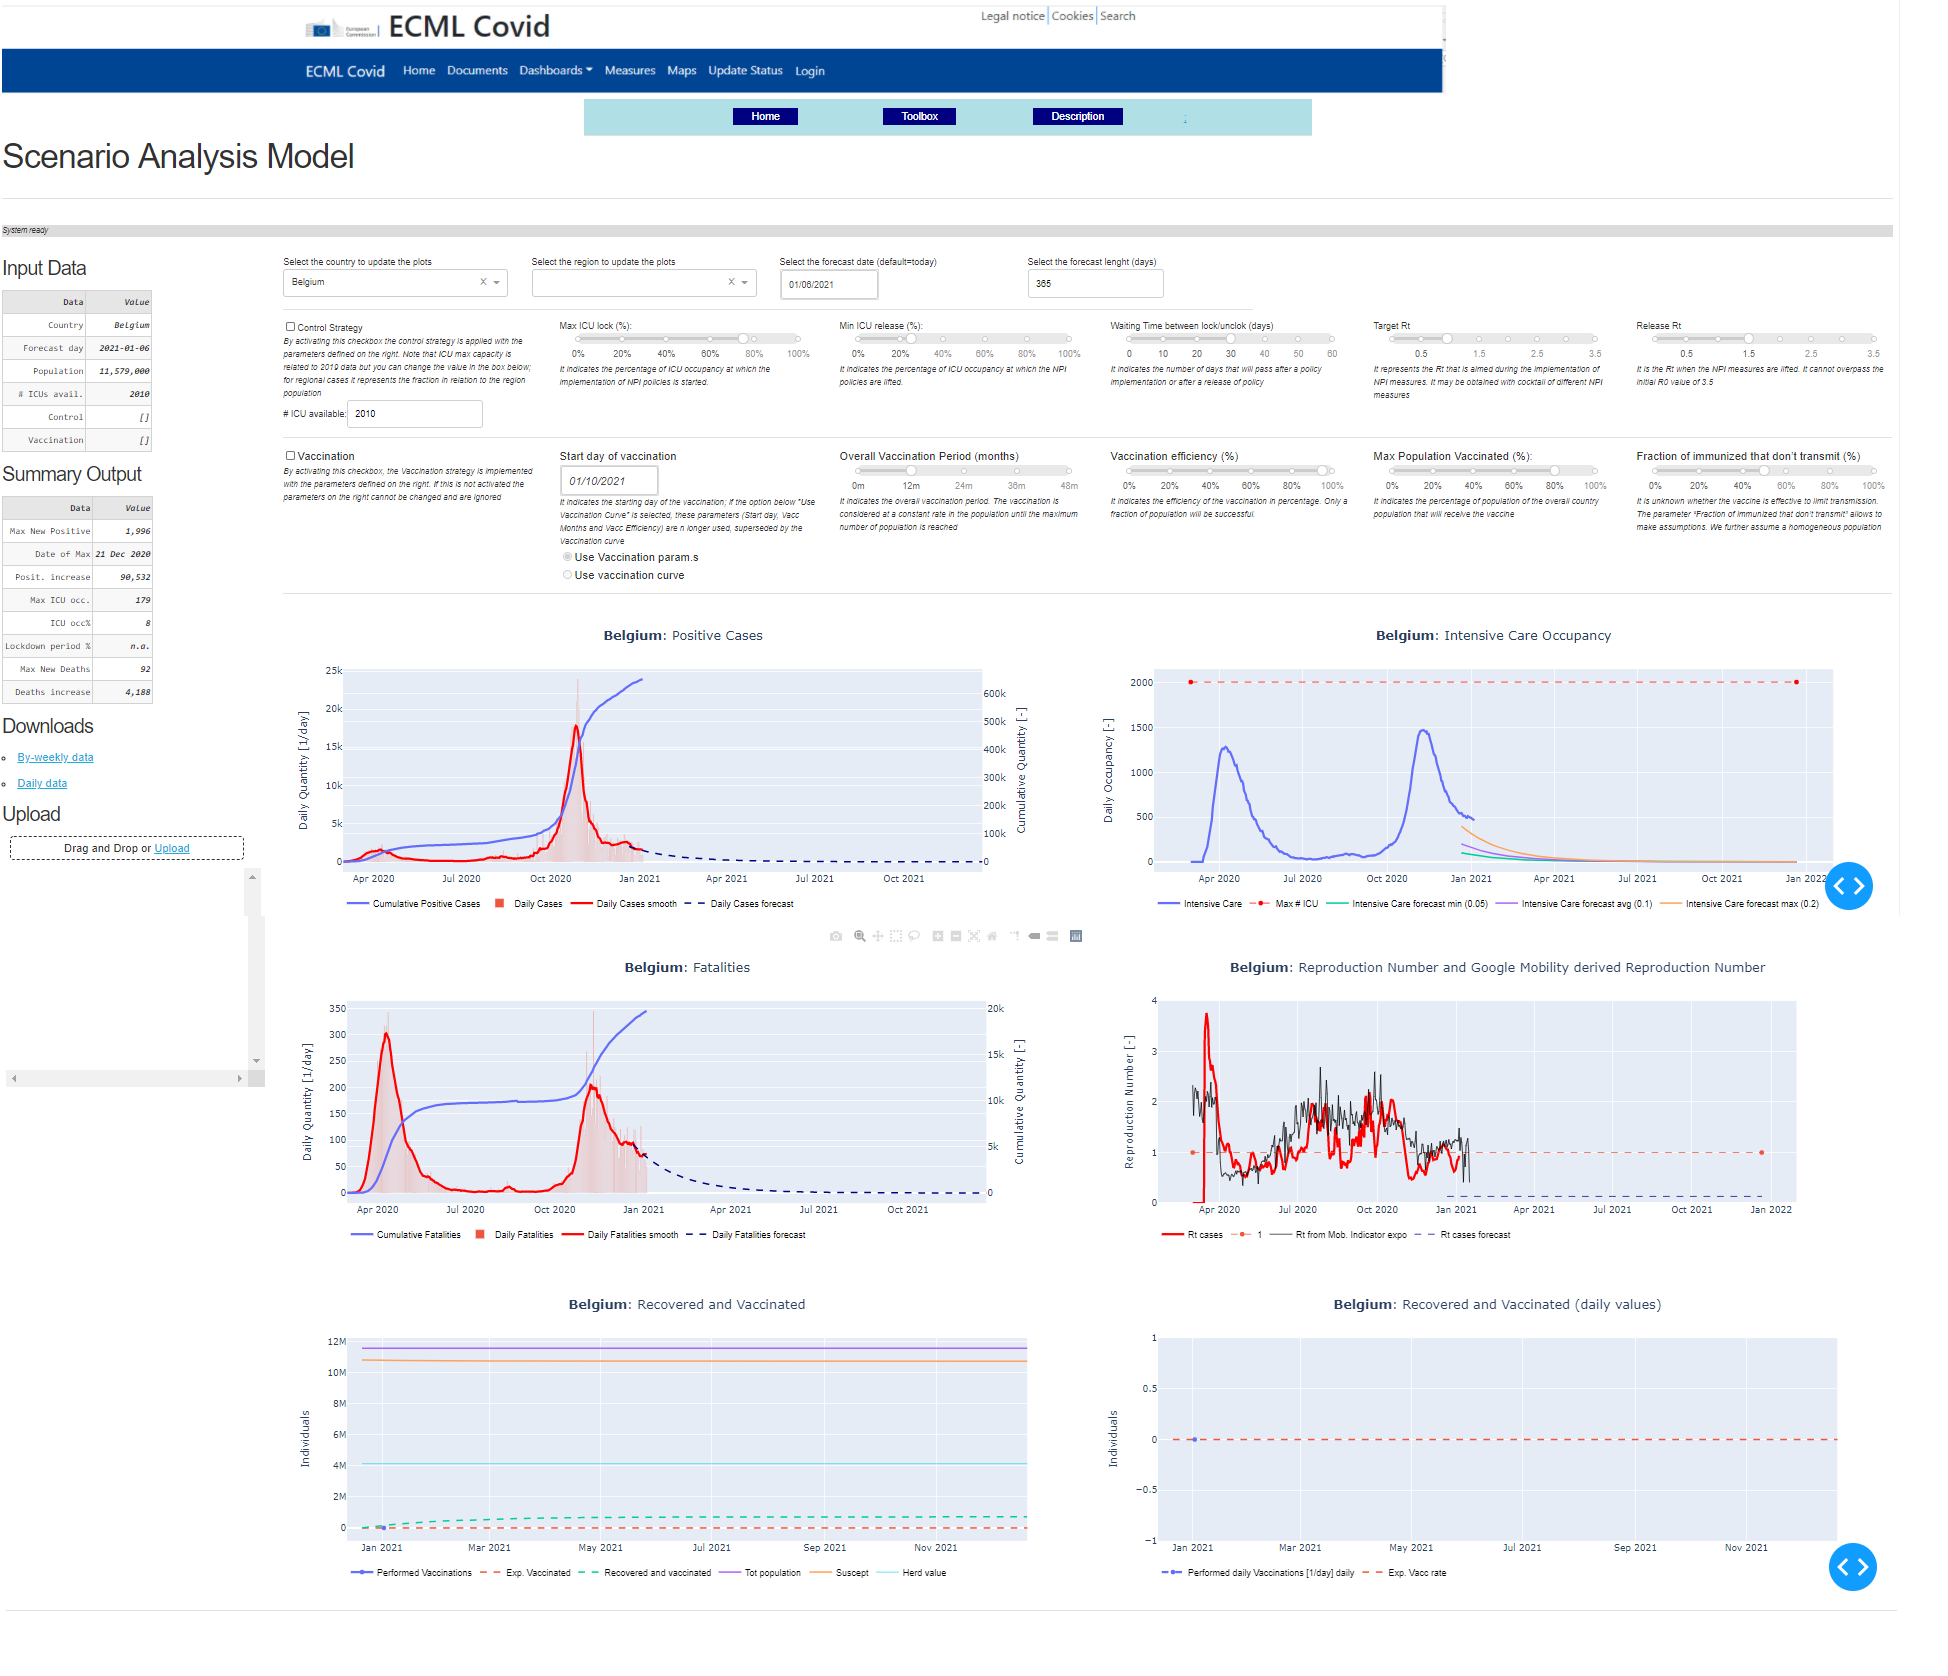 European Commission
ECML Covid
Legal notice Cookies Search
ECML Covid Home Documents Dashboards Measures Maps Update Status Login
Home Toolbox Description :
Scenario Analysis Model
System ready
Input Data
Data Value
Country Belgium
Forecast day 2021-01-06
Population 11,579,000
# ICUs avail. 2010
Control []
Vaccination []
Summary Output
Data Value
Max New Positive 1,996
Date of Max 21 Dec 2020
Posit. increase 90,532
Max ICU occ. 179
ICU occ% 8
Lockdown period % n.a.
Max New Deaths 92
Deaths increase 4,188
Downloads
By-weekly data
Daily data
Upload
Drag and Drop or Upload
Select the country to update the plots
Belgium
Select the region to update the plots
Select the forecast date (default=today)
01/06/2021
Select the forecast lenght (days)
365
Control Strategy
By activating this checkbox the control strategy is applied with the
parameters defined on the right. Note that ICU max capacity is
related to 2019 data but you can change the value in the box below;
for regional cases it represents the fraction in relation to the region
population
# ICU available: 2010
Max ICU lock (%):
0% 20% 40% 60% 80% 100%
It indicates the percentage of ICU occupancy at which the
implementation of NPI policies is started.
Min ICU release (%):
0% 20% 40% 60% 80% 100%
It indicates the percentage of ICU occupancy at which the NPI
policies are lifted.
Waiting Time between lock/unclok (days)
0 10 20 30 40 50 60
It indicates the number of days that will pass after a policy
implementation or after a release of policy
Target Rt
0.5 1.5 2.5 3.5
It represents the Rt that is aimed during the implementation of
NPI measures. It may be obtained with cocktail of different NPI
measures
Release Rt
0.5 1.5 2.5 3.5
It is the Rt when the NPI measures are lifted. It cannot overpass the
initial R0 value of 3.5
Vaccination
By activating this checkbox, the Vaccination strategy is implemented
with the parameters defined on the right. If this is not activated the
parameters on the right cannot be changed and are ignored
Start day of vaccination
01/10/2021
It indicates the starting day of the vaccination; if the option below "Use
Vaccination Curve" is selected, these parameters (Start day, Vacc
Months and Vacc Efficiency) are n longer used, superseded by the
Vaccination curve
Use Vaccination param.s
Use vaccination curve
Overall Vaccination Period (months)
0m 12m 24m 36m 48m
It indicates the overall vaccination period. The vaccination is
considered at a constant rate in the population until the maximum
number of population is reached
Vaccination efficiency (%)
0% 20% 40% 60% 80% 100%
It indicates the efficiency of the vaccination in percentage. Only a
fraction of population will be successful.
Max Population Vaccinated (%):
0% 20% 40% 60% 80% 100%
It indicates the percentage of population of the overall country
population that will receive the vaccine
Fraction of immunized that don't transmit (%)
0% 20% 40% 60% 80% 100%
It is unknown whether the vaccine is effective to limit transmission.
The parameter "Fraction of immunized that don't transmit" allows to
make assumptions. We further assume a homogeneous population
Belgium: Positive Cases
Daily Quantity [1/day]
25k
20k
15k
10k
5k
0
Cumulative Quantity [-]
600k
500k
400k
300k
200k
100k
0
Apr 2020 Jul 2020 Oct 2020 Jan 2021 Apr 2021 Jul 2021 Oct 2021
Cumulative Positive Cases Daily Cases Daily Cases smooth Daily Cases forecast
Belgium: Intensive Care Occupancy
Daily Occupancy [-]
2000
1500
1000
500
0
Apr 2020 Jul 2020 Oct 2020 Jan 2021 Apr 2021 Jul 2021 Oct 2021 Jan 2022
Intensive Care Max # ICU Intensive Care forecast min (0.05) Intensive Care forecast avg (0.1) Intensive Care forecast max (0.2)
Belgium: Fatalities
Daily Quantity [1/day]
350
300
250
200
150
100
50
0
Cumulative Quantity [-]
20k
15k
10k
5k
0
Apr 2020 Jul 2020 Oct 2020 Jan 2021 Apr 2021 Jul 2021 Oct 2021
Cumulative Fatalities Daily Fatalities Daily Fatalities smooth Daily Fatalities forecast
Belgium: Reproduction Number and Google Mobility derived Reproduction Number
Reproduction Number [-]
4
3
2
1
0
Apr 2020 Jul 2020 Oct 2020 Jan 2021 Apr 2021 Jul 2021 Oct 2021 Jan 2022
Rt cases 1 Rt from Mob. Indicator expo Rt cases forecast
Belgium: Recovered and Vaccinated
Individuals
12M
10M
8M
6M
4M
2M
0
Jan 2021 Mar 2021 May 2021 Jul 2021 Sep 2021 Nov 2021
Performed Vaccinations Exp. Vaccinated Recovered and vaccinated Tot population Suscept Herd value
Belgium: Recovered and Vaccinated (daily values)
Individuals
1
0.5
0
−0.5
−1
Jan 2021 Mar 2021 May 2021 Jul 2021 Sep 2021 Nov 2021
Performed daily Vaccinations [1/day] daily Exp. Vacc rate